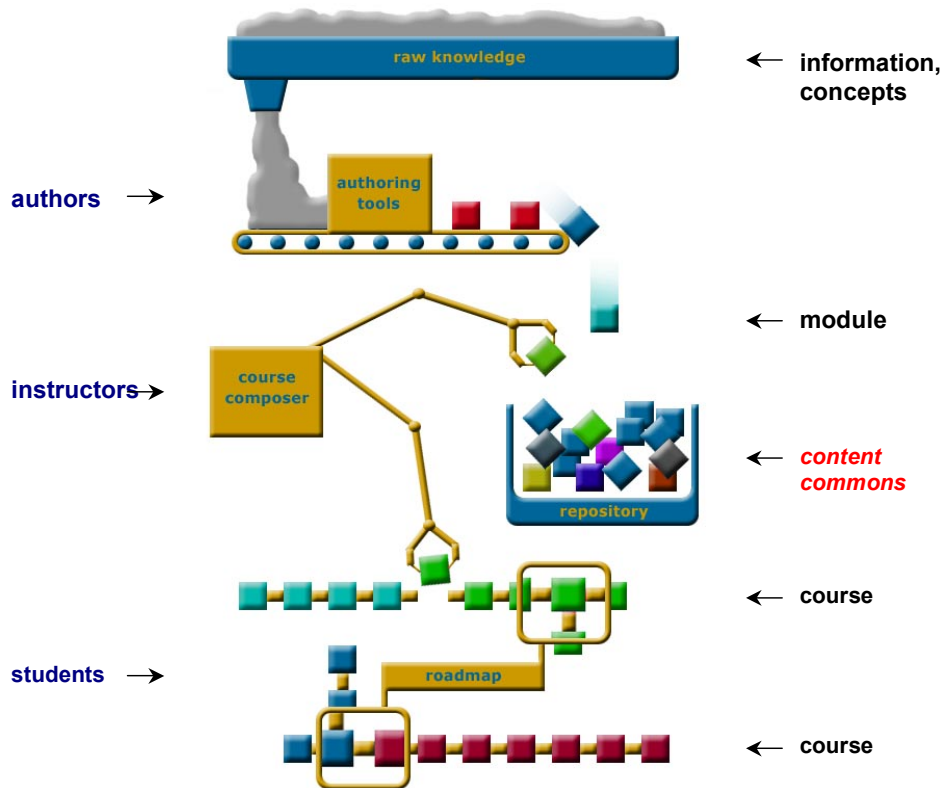 raw knowledge
information,
concepts
authors
authoring
tools
module
instructors
course
composer
content
commons
repository
course
students
roadmap
course